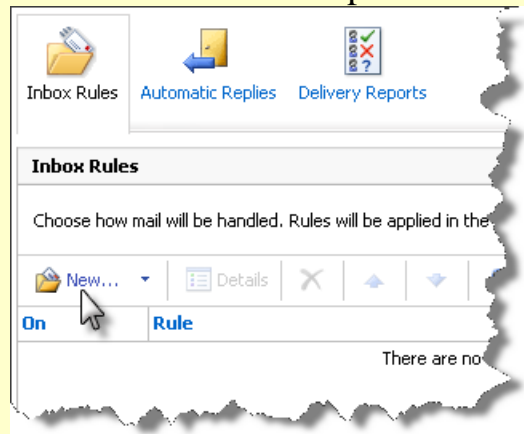 Inbox Rules Automatic Replies Delivery Reports
Inbox Rules
Choose how mail will be handled. Rules will be applied in the
New... Details
On Rule
There are no